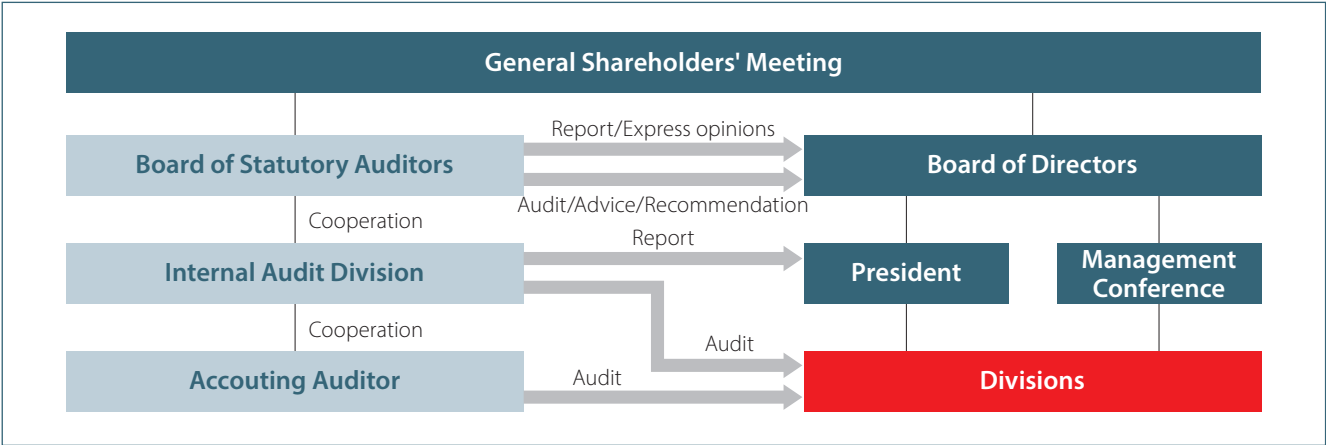 General Shareholders' Meeting
Report/Express opinions
Board of Statutory Auditors
Board of Directors
Audit/Advice/Recommendation
Cooperation
Report
Internal Audit Division
President
Management
Conference
Cooperation
Audit
Accouting Auditor
Audit
Divisions